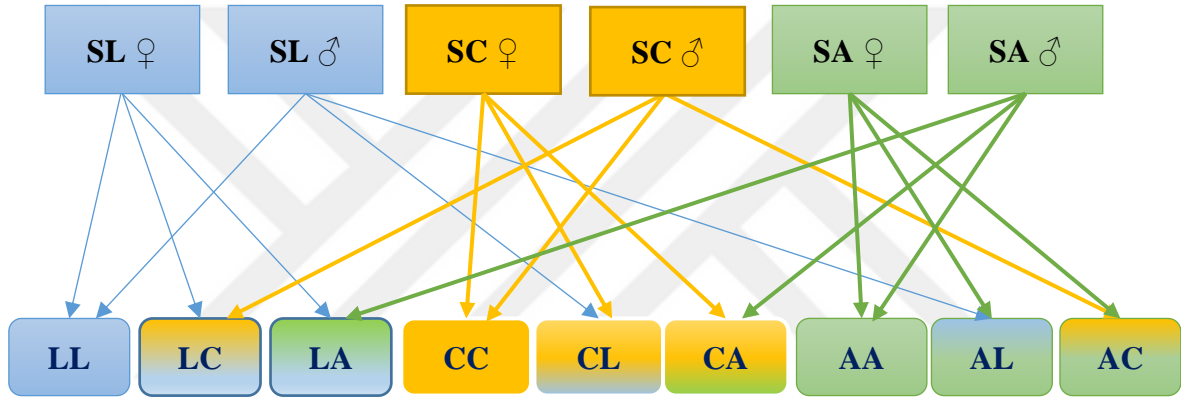 SL ♀ SL ♂ SC ♀ SC ♂ SA ♀ SA ♂
LL LC LA CC CL CA AA AL AC